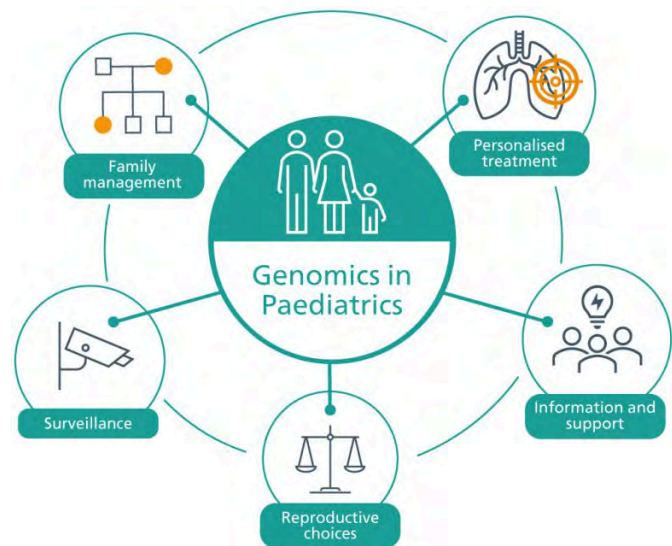 Family
management
Personalised
treatment
Genomics in
Paediatrics
Surveillance
Information and
support
Reproductive
choices